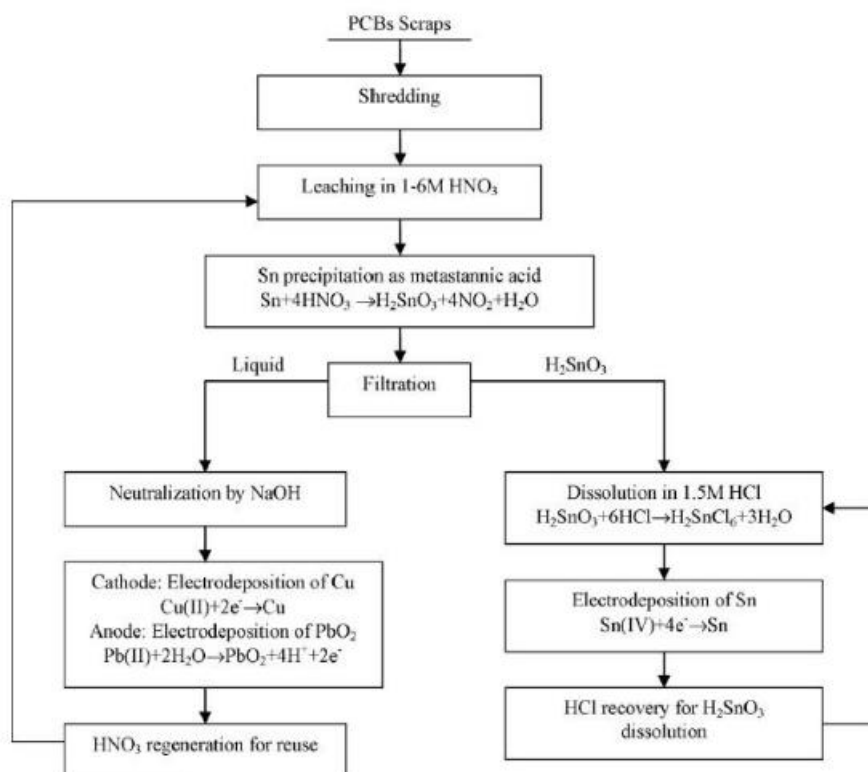 PCBs Scraps
Shredding
Leaching in 1-6M HNO₃
Sn precipitation as metastannic acid
Sn+4HNO₃ →H₂SnO₃+4NO₂+H₂O
Liquid
Filtration
H₂SnO₃
Neutralization by NaOH
Cathode: Electrodeposition of Cu
Cu(II)+2e⁻→Cu
Anode: Electrodeposition of PbO₂
Pb(II)+2H₂O→PbO₂+4H⁺+2e⁻
HNO₃ regeneration for reuse
Dissolution in 1.5M HCl
H₂SnO₃+6HCl→H₂SnCl₆+3H₂O
Electrodeposition of Sn
Sn(IV)+4e⁻→Sn
HCl recovery for H₂SnO₃
dissolution